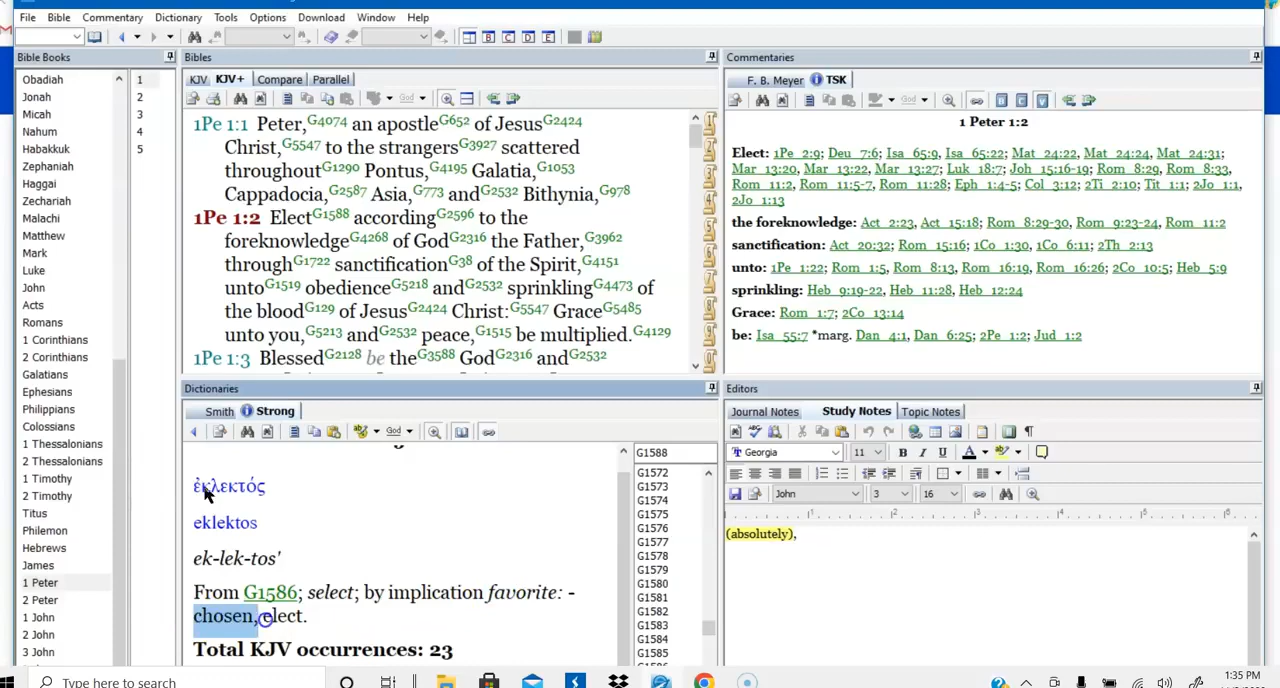 File Bible Commentary Dictionary Tools Options Download Window Help
B C D E
Bible Books
Obadiah
Jonah
Micah
Nahum
Habakkuk
Zephaniah
Haggai
Zechariah
Malachi
Matthew
Mark
Luke
John
Acts
Romans
1 Corinthians
2 Corinthians
Galatians
Ephesians
Philippians
Colossians
1 Thessalonians
2 Thessalonians
1 Timothy
2 Timothy
Titus
Philemon
Hebrews
James
1 Peter
2 Peter
1 John
2 John
3 John
1
2
3
4
5
Bibles
KJV KJV+ Compare Parallel
God
1Pe 1:1 Peter,G4074 an apostleG652 of JesusG2424
Christ,G5547 to the strangersG3927 scattered
throughoutG1290 Pontus,G4195 Galatia,G1053
Cappadocia,G2587 Asia,G773 andG2532 Bithynia,G978
1Pe 1:2 ElectG1588 accordingG2596 to the
foreknowledgeG4268 of GodG2316 the Father,G3962
throughG1722 sanctificationG38 of the Spirit,G4151
untoG1519 obedienceG5218 andG2532 sprinklingG4473 of
the bloodG129 of JesusG2424 Christ:G5547 GraceG5485
unto you,G5213 andG2532 peace,G1515 be multiplied.G4129
1Pe 1:3 BlessedG2128 be theG3588 GodG2316 andG2532
Commentaries
F. B. Meyer TSK
God B C V
1 Peter 1:2
Elect: 1Pe 2:9; Deu 7:6; Isa 65:9, Isa 65:22; Mat 24:22, Mat 24:24, Mat 24:31;
Mar 13:20, Mar 13:22, Mar 13:27; Luk 18:7; Joh 15:16-19; Rom 8:29, Rom 8:33,
Rom 11:2, Rom 11:5-7, Rom 11:28; Eph 1:4-5; Col 3:12; 2Ti 2:10; Tit 1:1; 2Jo 1:1,
2Jo 1:13
the foreknowledge: Act 2:23, Act 15:18; Rom 8:29-30, Rom 9:23-24, Rom 11:2
sanctification: Act 20:32; Rom 15:16; 1Co 1:30, 1Co 6:11; 2Th 2:13
unto: 1Pe 1:22; Rom 1:5, Rom 8:13, Rom 16:19, Rom 16:26; 2Co 10:5; Heb 5:9
sprinkling: Heb 9:19-22, Heb 11:28, Heb 12:24
Grace: Rom 1:7; 2Co 13:14
be: Isa 55:7 *marg. Dan 4:1, Dan 6:25; 2Pe 1:2; Jud 1:2
Dictionaries
Smith Strong
God
ἐκλεκτός
eklektos
ek-lek-tos'
From G1586; select; by implication favorite: -
chosen, elect.
Total KJV occurrences: 23
G1588
G1572
G1573
G1574
G1575
G1576
G1577
G1578
G1579
G1580
G1581
G1582
G1583
G1584
G1585
Editors
Journal Notes Study Notes Topic Notes
Georgia 11 B I U A
John 3 16
1 2 3 4 5 6
(absolutely),
Type here to search
1:35 PM